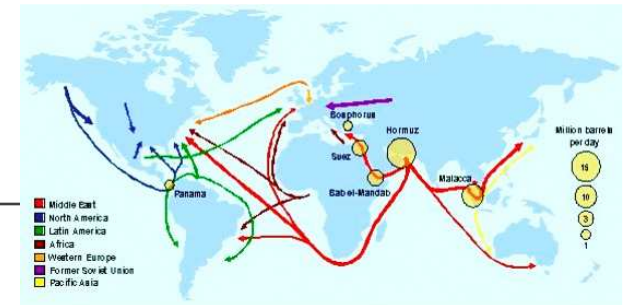 Bosphorus
Hormuz
Suez
Million barrels
per day
15
10
3
1
Malacca
Bab el-Mandab
Panama
Middle East
North America
Latin America
Africa
Western Europe
Former Soviet Union
Pacific Asia